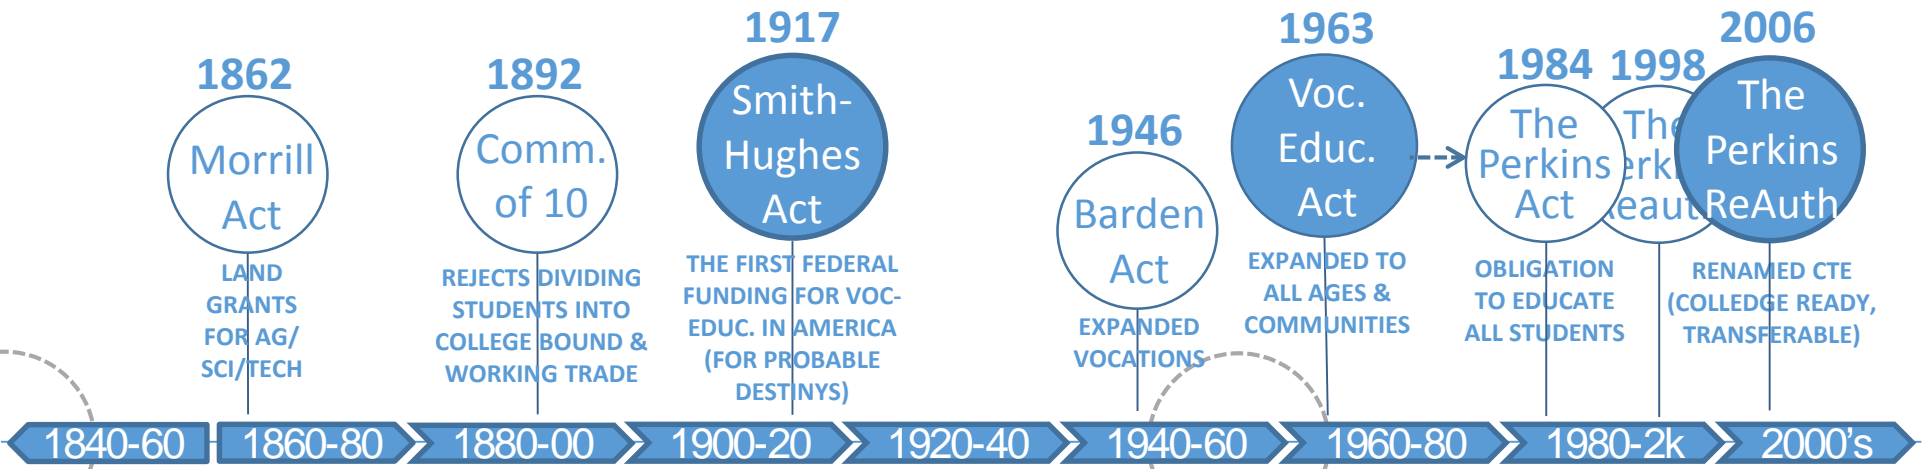 1862
Morrill
Act
LAND
GRANTS
FOR AG/
SCI/TECH
1892
Comm.
of 10
REJECTS DIVIDING
STUDENTS INTO
COLLEGE BOUND &
WORKING TRADE
1917
Smith-
Hughes
Act
THE FIRST FEDERAL
FUNDING FOR VOC-
EDUC. IN AMERICA
(FOR PROBABLE
DESTINYS)
1946
Barden
Act
EXPANDED
VOCATIONS
1963
Voc.
Educ.
Act
EXPANDED TO
ALL AGES &
COMMUNITIES
1984
The
Perkins
Act
OBLIGATION
TO EDUCATE
ALL STUDENTS
1998
The
erki
eaut
2006
The
Perkins
ReAuth
RENAMED CTE
(COLLEDGE READY,
TRANSFERABLE)
1840-60
1860-80
1880-00
1900-20
1920-40
1940-60
1960-80
1980-2k
2000's